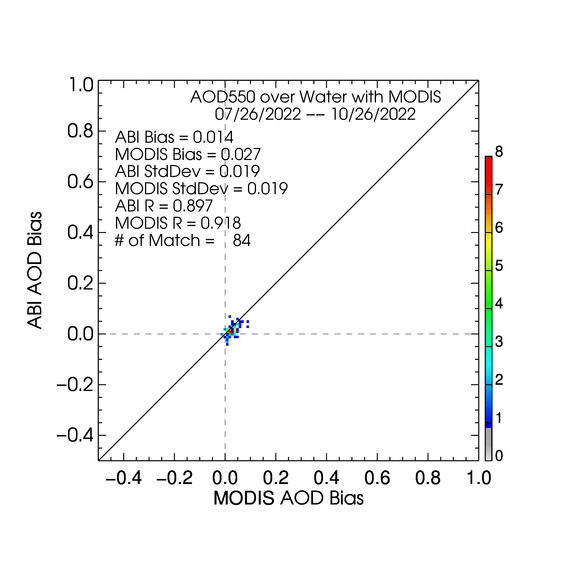 AOD550 over Water with MODIS
07/26/2022 −− 10/26/2022
ABI Bias = 0.014
MODIS Bias = 0.027
ABI StdDev = 0.019
MODIS StdDev = 0.019
ABI R = 0.897
MODIS R = 0.918
# of Match = 84
1.0
0.8
0.6
0.4
0.2
0.0
−0.2
−0.4
ABI AOD Bias
−0.4 −0.2 0.0 0.2 0.4 0.6 0.8 1.0
MODIS AOD Bias
8
7
6
5
4
3
2
1
0